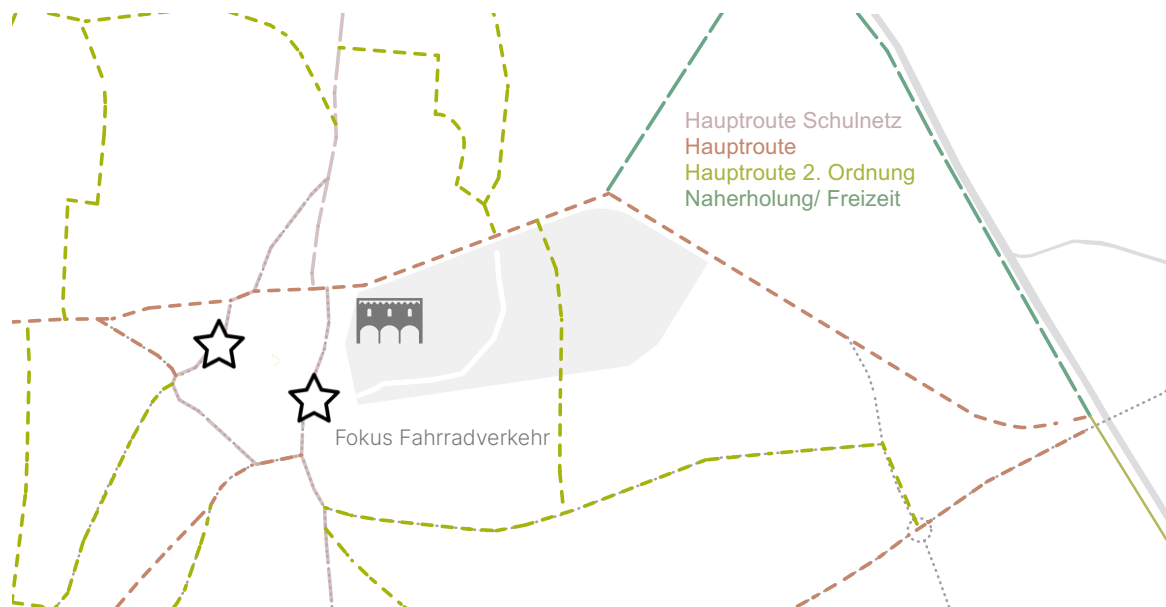 Hauptroute Schulnetz
Hauptroute
Hauptroute 2. Ordnung
Naherholung/ Freizeit
Fokus Fahrradverkehr